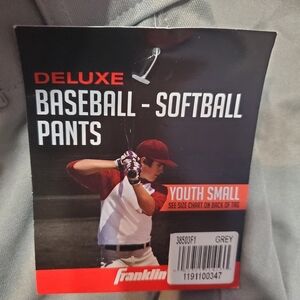 DELUXE
BASEBALL - SOFTBALL
PANTS
YOUTH SMALL
SEE SIZE CHART ON BACK OF TAG
38503F1 GREY
1191100347
Franklin